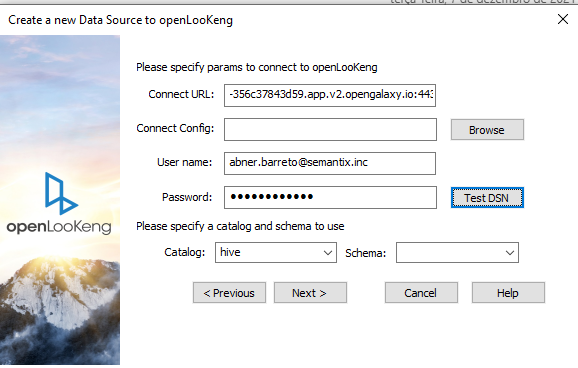 terça-feira, 7 de dezembro de 2021
Create a new Data Source to openLooKeng
Please specify params to connect to openLooKeng
Connect URL: -356c37843d59.app.v2.opengalaxy.io:443
Connect Config: Browse
User name: abner.barreto@semantix.inc
Password: ●●●●●●●●●●●● Test DSN
openLooKeng
Please specify a catalog and schema to use
Catalog: hive Schema:
< Previous Next > Cancel Help